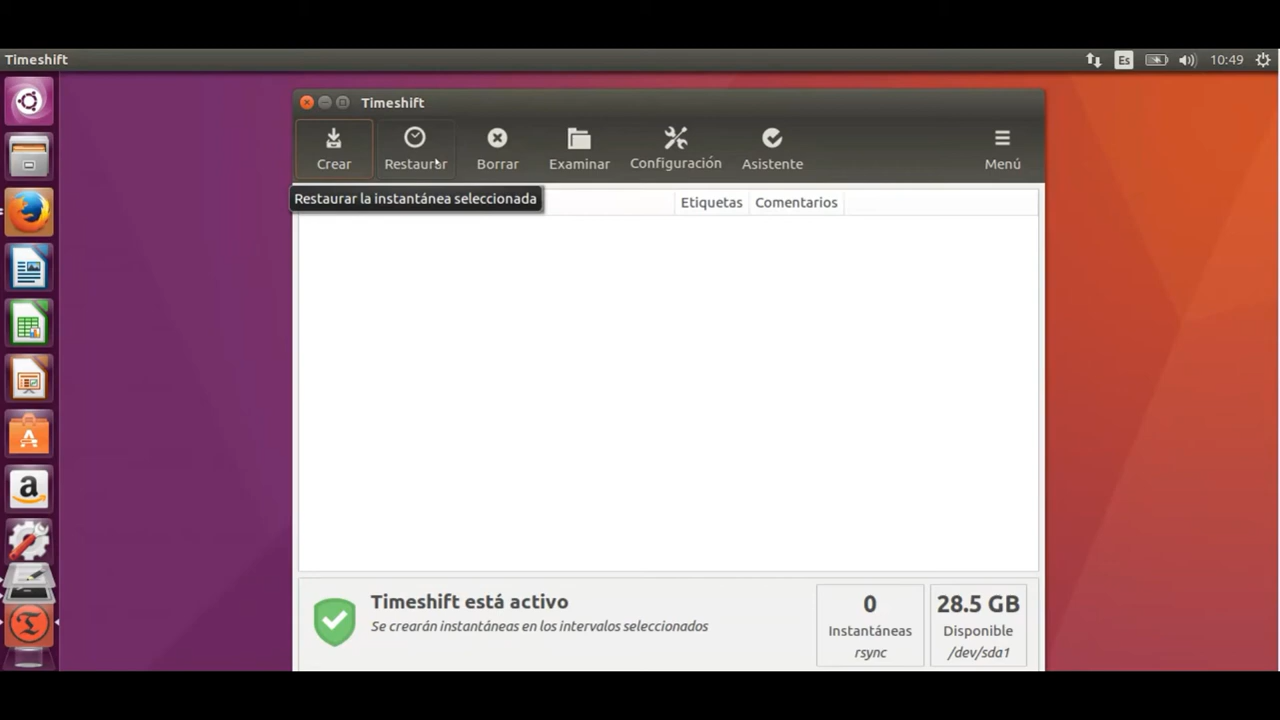 Timeshift
Es
10:49
Timeshift
Crear
Restaurar
Borrar
Examinar
Configuración
Asistente
Menú
Restaurar la instantánea seleccionada
Etiquetas
Comentarios
Timeshift está activo
Se crearán instantáneas en los intervalos seleccionados
0
Instantáneas
rsync
28.5 GB
Disponible
/dev/sda1